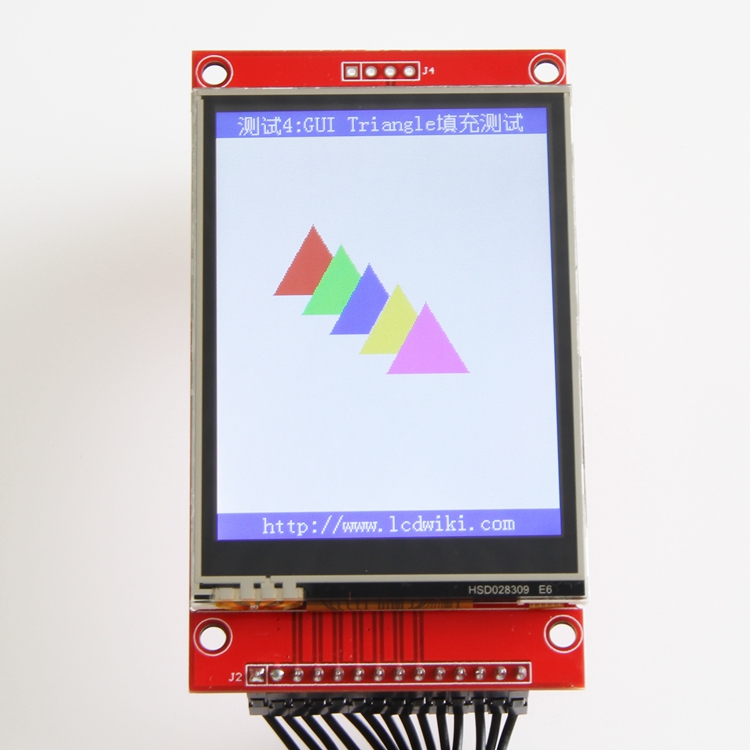 J4
测试4:GUI Triangle填充测试
http://www.lcdwiki.com
HSD028309 E6
J2